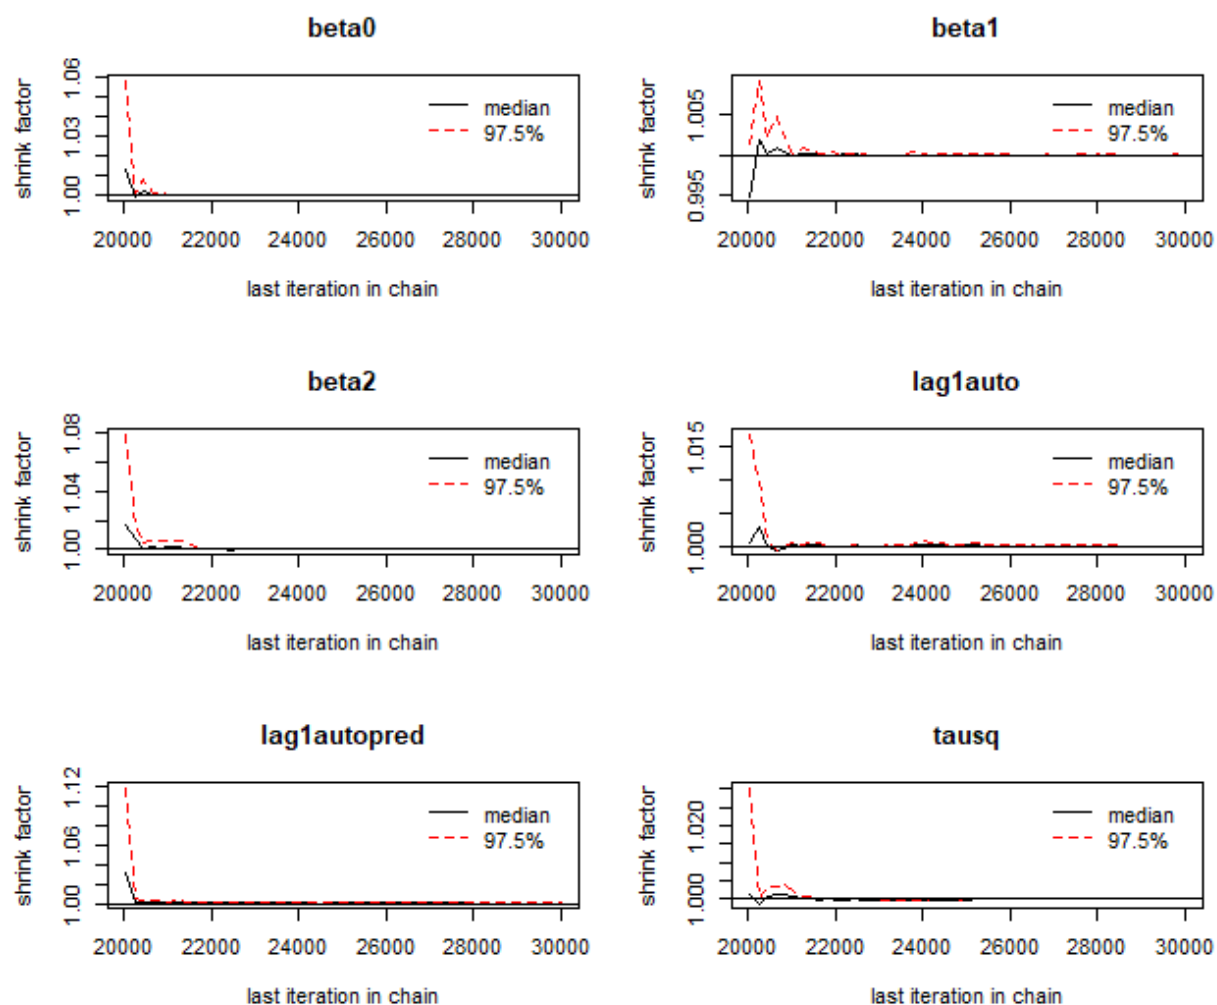 beta0
shrink factor
1.00 1.03 1.06
median
97.5%
20000 22000 24000 26000 28000 30000
last iteration in chain
beta1
shrink factor
0.995 1.005
median
97.5%
20000 22000 24000 26000 28000 30000
last iteration in chain
beta2
shrink factor
1.00 1.04 1.08
median
97.5%
20000 22000 24000 26000 28000 30000
last iteration in chain
lag1auto
shrink factor
1.000 1.015
median
97.5%
20000 22000 24000 26000 28000 30000
last iteration in chain
lag1autopred
shrink factor
1.00 1.06 1.12
median
97.5%
20000 22000 24000 26000 28000 30000
last iteration in chain
tausq
shrink factor
1.000 1.020
median
97.5%
20000 22000 24000 26000 28000 30000
last iteration in chain